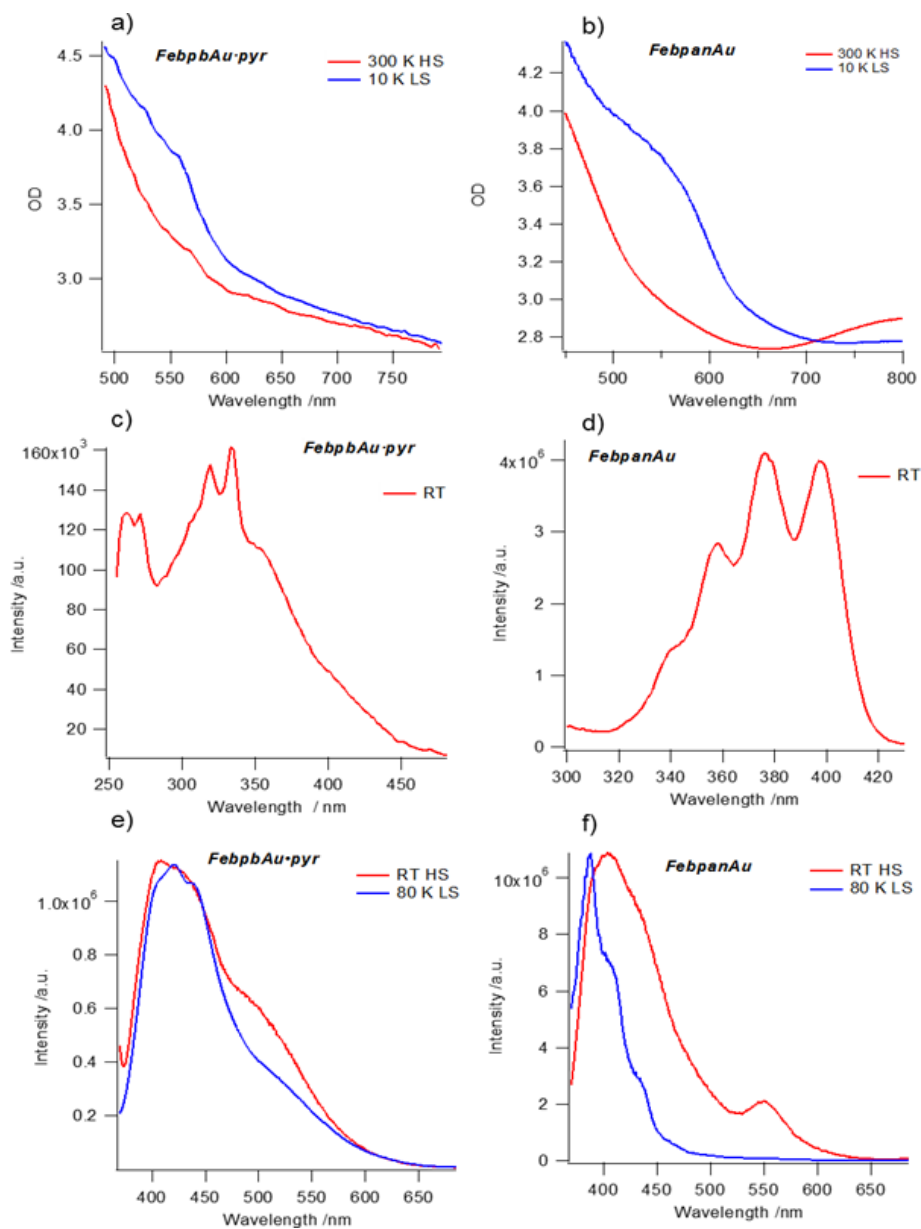 a)
FebpbAu·pyr
300 K HS
10 K LS
4.5
4.0
3.5
3.0
OD
500 550 600 650 700 750
Wavelength /nm
b)
FebpanAu
300 K HS
10 K LS
4.2
4.0
3.8
3.6
3.4
3.2
3.0
2.8
OD
500 600 700 800
Wavelength /nm
c)
FebpbAu·pyr
RT
160x10³
140
120
100
80
60
40
20
Intensity /a.u.
250 300 350 400 450
Wavelength / nm
d)
FebpanAu
RT
4x10⁶
3
2
1
0
Intensity /a.u.
300 320 340 360 380 400 420
Wavelength /nm
e)
FebpbAu•pyr
RT HS
80 K LS
1.0x10⁶
0.8
0.6
0.4
0.2
Intensity /a.u.
400 450 500 550 600 650
Wavelength /nm
f)
FebpanAu
RT HS
80 K LS
10x10⁶
8
6
4
2
0
Intensity /a.u.
400 450 500 550 600 650
Wavelength /nm